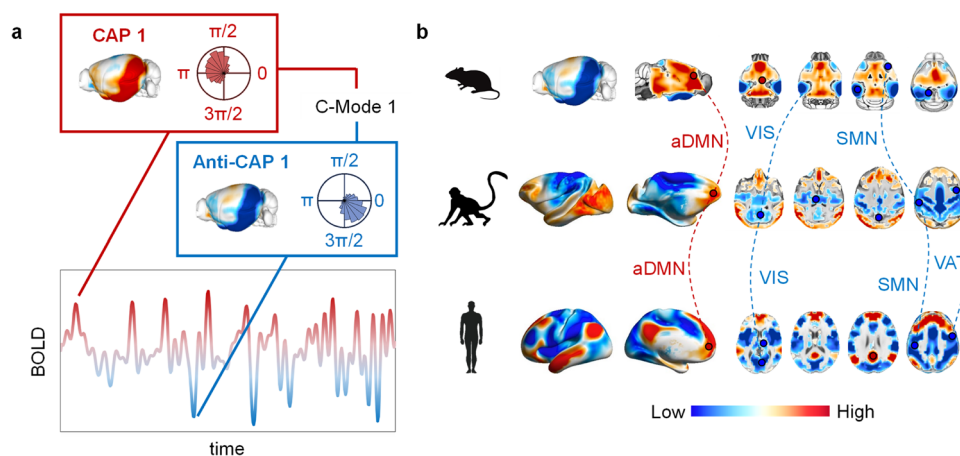 a
CAP 1
π/2
π
0
3π/2
C-Mode 1
Anti-CAP 1
π/2
π
0
3π/2
BOLD
time
b
aDMN
VIS
SMN
aDMN
VIS
SMN
VAT
Low
High